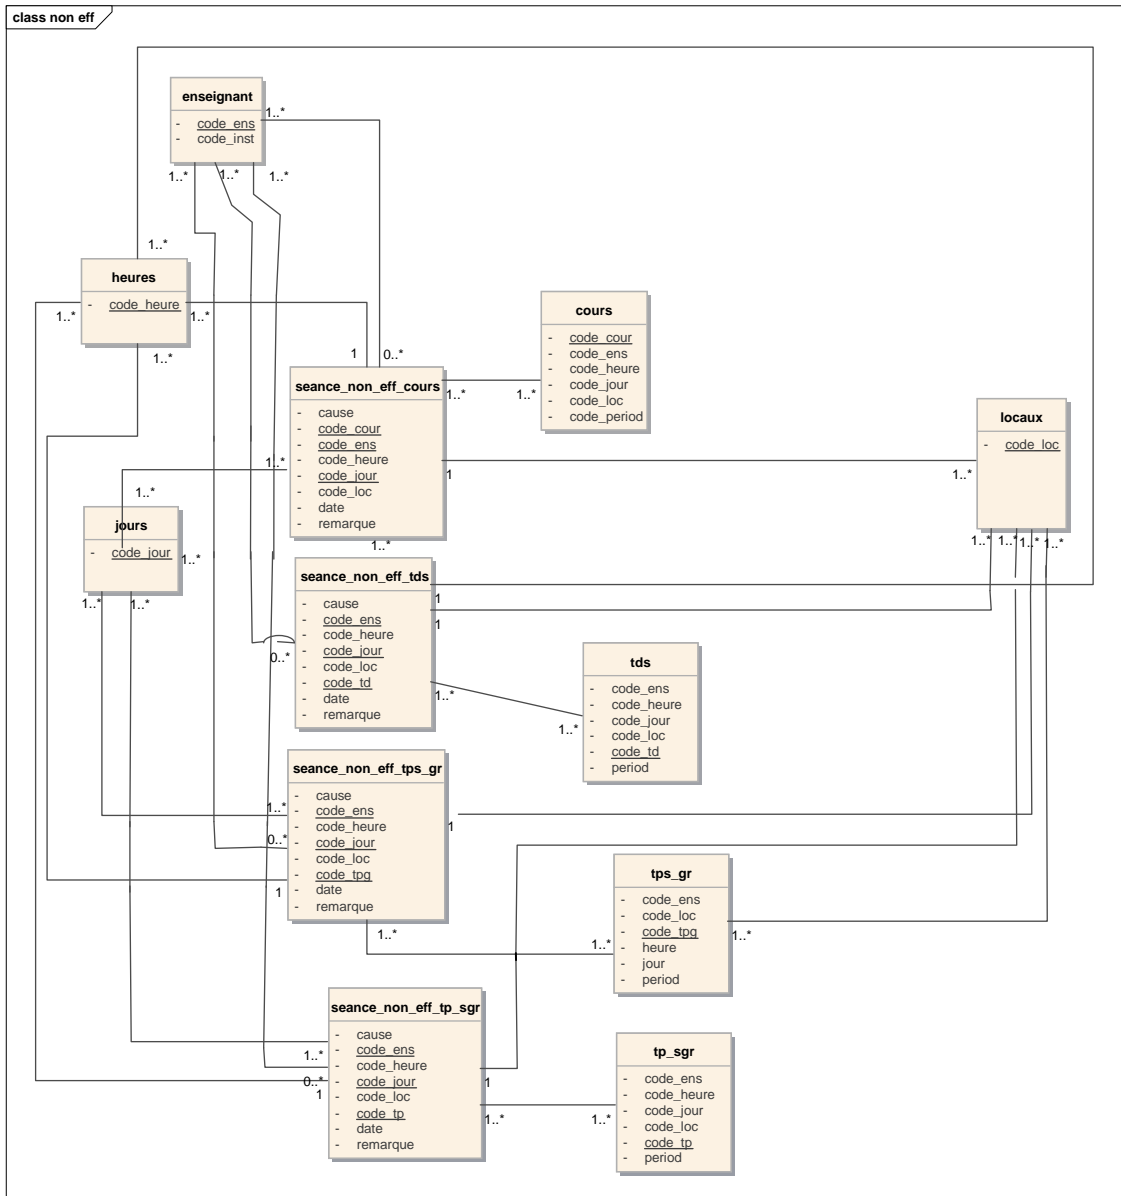 class non eff
enseignant
- code_ens
- code_inst
1..*
1..*
1..*
1..*
1..*
heures
- code_heure
1..*
1..*
1..*
1
0..*
cours
- code_cour
- code_ens
- code_heure
- code_jour
- code_loc
- code_period
seance_non_eff_cours
- cause
- code_cour
- code_ens
- code_heure
- code_jour
- code_loc
- date
- remarque
1..*
1..*
1..*
1
1..*
1..*
locaux
- code_loc
1..*
1..*
1..*
1..*
jours
- code_jour
1..*
1..*
1..*
1..*
seance_non_eff_tds
- cause
- code_ens
- code_heure
- code_jour
- code_loc
- code_td
- date
- remarque
1
1
0..*
1..*
1..*
tds
- code_ens
- code_heure
- code_jour
- code_loc
- code_td
- period
seance_non_eff_tps_gr
- cause
- code_ens
- code_heure
- code_jour
- code_loc
- code_tpg
- date
- remarque
1..*
0..*
1
1
1..*
1..*
tps_gr
- code_ens
- code_loc
- code_tpg
- heure
- jour
- period
1..*
seance_non_eff_tp_sgr
- cause
- code_ens
- code_heure
- code_jour
- code_loc
- code_tp
- date
- remarque
1..*
0..*
1
1
1..*
1..*
tp_sgr
- code_ens
- code_heure
- code_jour
- code_loc
- code_tp
- period